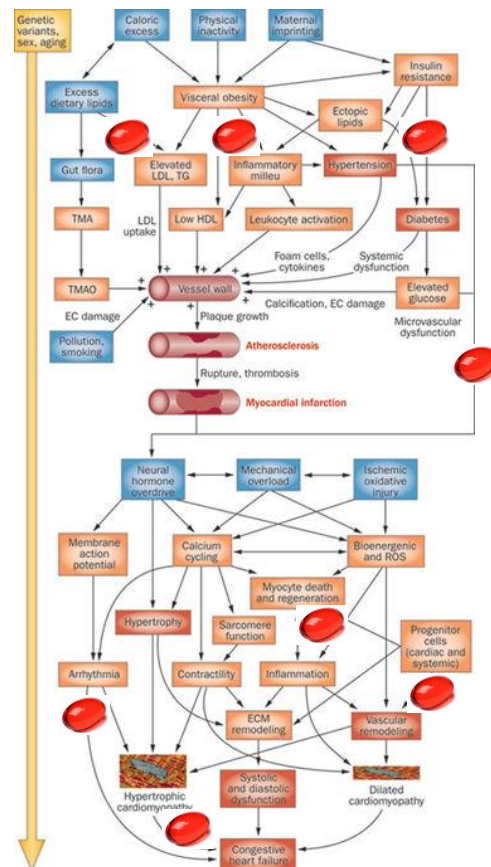 Genetic
variants,
sex, aging
Caloric
excess
Physical
inactivity
Maternal
imprinting
Insulin
resistance
Excess
dietary lipids
Visceral obesity
Ectopic
lipids
Gut flora
Elevated
LDL, TG
Inflammatory
milleu
Hypertension
TMA
LDL
uptake
Low HDL
Leukocyte activation
Diabetes
Foam cells,
cytokines
Systemic
dysfunction
TMAO
Vessel wall
Elevated
glucose
EC damage
Calcification, EC damage
Plaque growth
Microvascular
dysfunction
Pollution,
smoking
Atherosclerosis
Rupture, thrombosis
Myocardial infarction
Neural
hormone
overdrive
Mechanical
overload
Ischemic
oxidative
injury
Membrane
action
potential
Calcium
cycling
Bioenergenic
and ROS
Myocyte death
and regeneration
Hypertrophy
Sarcomere
function
Progenitor
cells
(cardiac and
systemic)
Arrhythmia
Contractility
Inflammation
ECM
remodeling
Vascular
remodeling
Hypertrophic
cardiomyopathy
Systolic
and diastolic
dysfunction
Dilated
cardiomyopathy
Congestive
heart failure